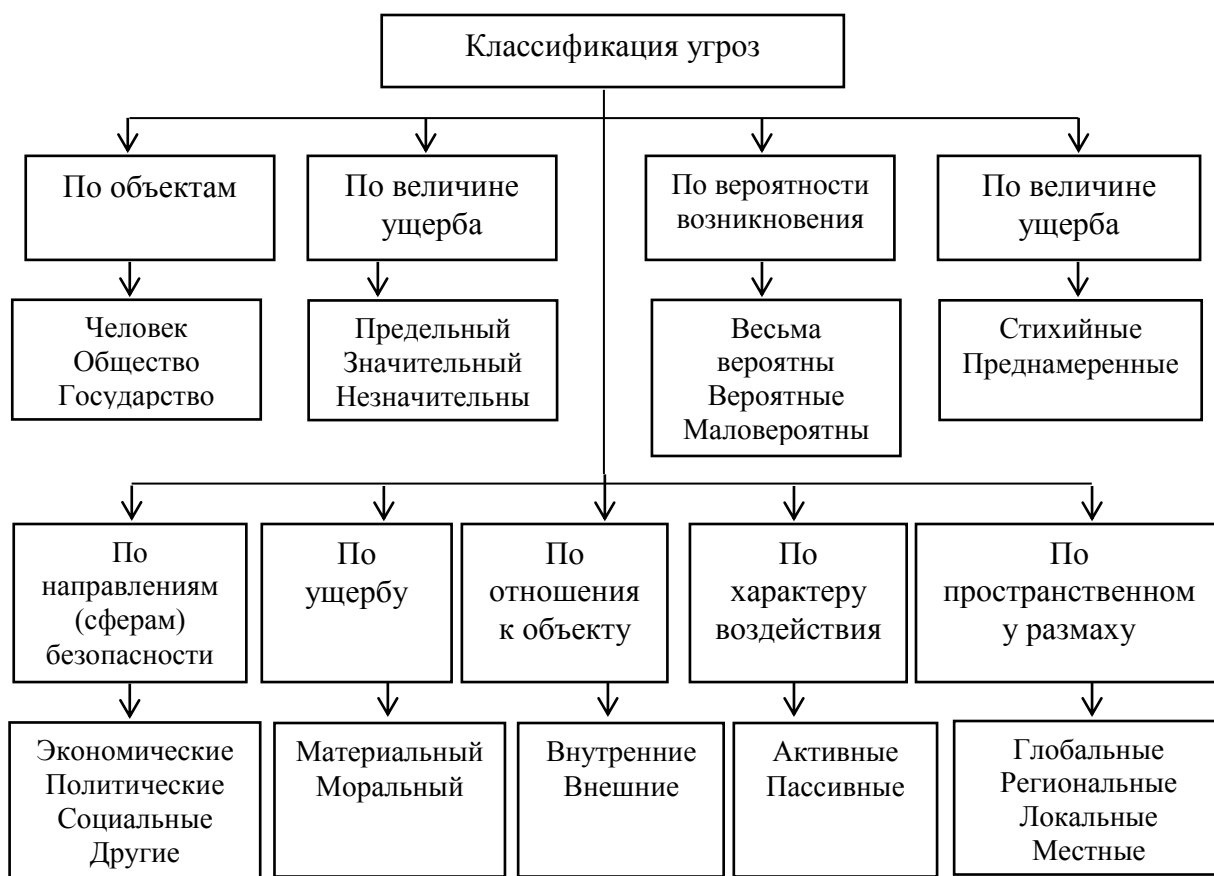 Классификация угроз
По объектам
По величине
ущерба
По вероятности
возникновения
По величине
ущерба
Человек
Общество
Государство
Предельный
Значительный
Незначительны
Весьма
вероятны
Вероятные
Маловероятны
Стихийные
Преднамеренные
По
направлениям
(сферам)
безопасности
По
ущербу
По
отношения
к объекту
По
характеру
воздействия
По
пространственном
у размаху
Экономические
Политические
Социальные
Другие
Материальный
Моральный
Внутренние
Внешние
Активные
Пассивные
Глобальные
Региональные
Локальные
Местные